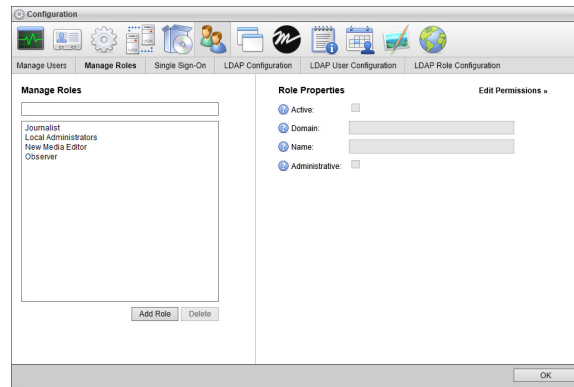 Configuration
Manage Users Manage Roles Single Sign-On LDAP Configuration LDAP User Configuration LDAP Role Configuration
Manage Roles
Journalist
Local Administrators
New Media Editor
Observer
Add Role Delete
Role Properties Edit Permissions »
Active:
Domain:
Name:
Administrative:
OK